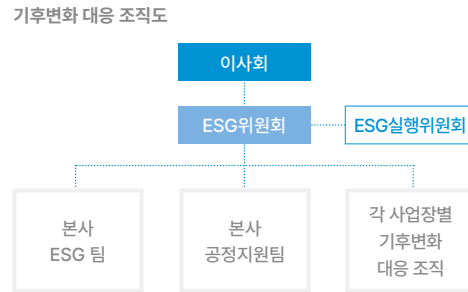 기후변화 대응 조직도
이사회
ESG위원회
ESG실행위원회
본사
ESG 팀
본사
공정지원팀
각 사업장별
기후변화
대응 조직